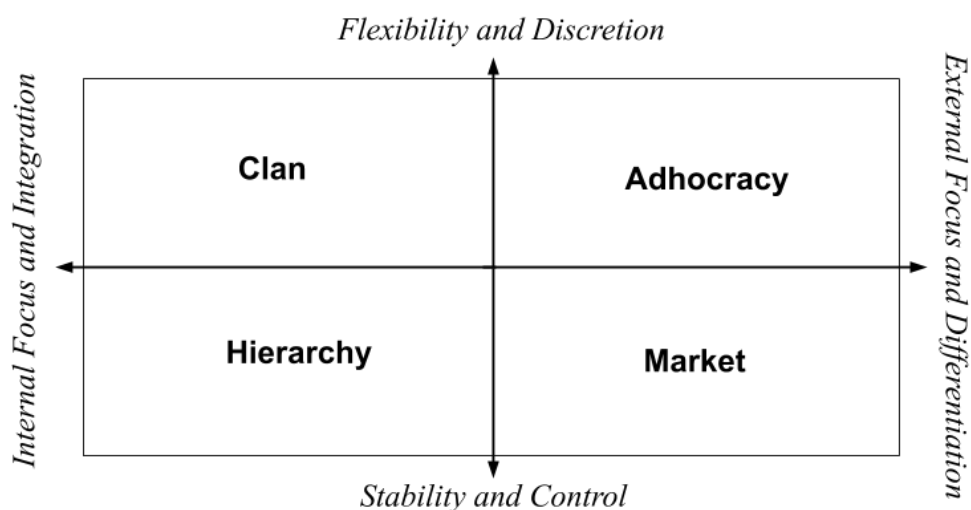 Flexibility and Discretion
Internal Focus and Integration
External Focus and Differentiation
Clan
Adhocracy
Hierarchy
Market
Stability and Control